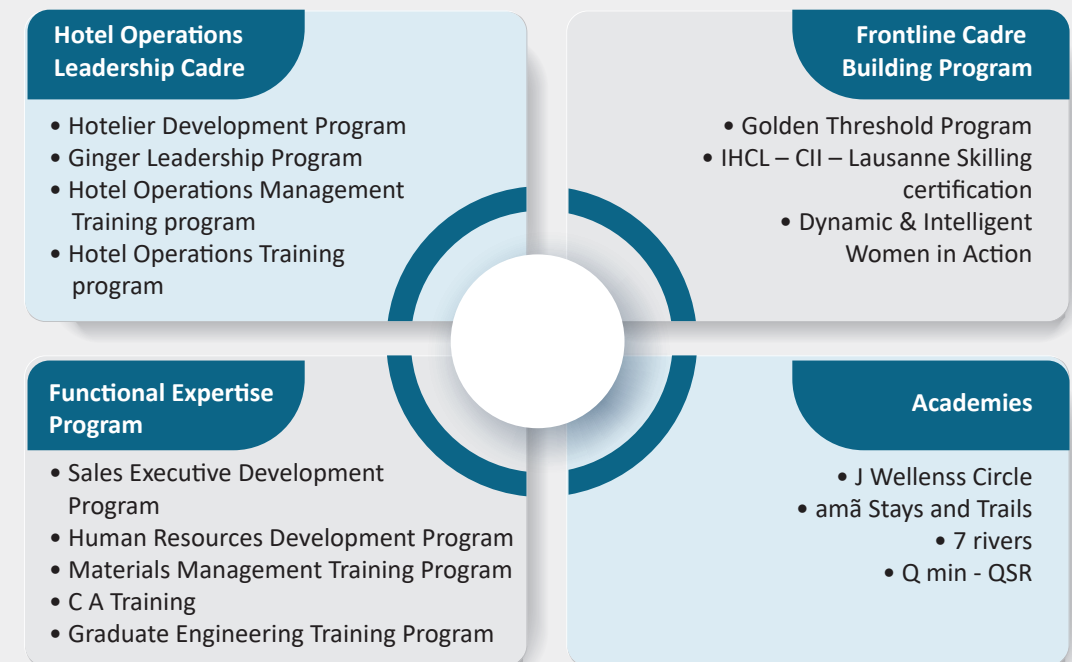 Hotel Operations
Leadership Cadre
• Hotelier Development Program
• Ginger Leadership Program
• Hotel Operations Management
Training program
• Hotel Operations Training
program
Frontline Cadre
Building Program
• Golden Threshold Program
• IHCL – CII – Lausanne Skilling
certification
• Dynamic & Intelligent
Women in Action
Functional Expertise
Program
• Sales Executive Development
Program
• Human Resources Development Program
• Materials Management Training Program
• C A Training
• Graduate Engineering Training Program
Academies
• J Wellenss Circle
• amã Stays and Trails
• 7 rivers
• Q min - QSR